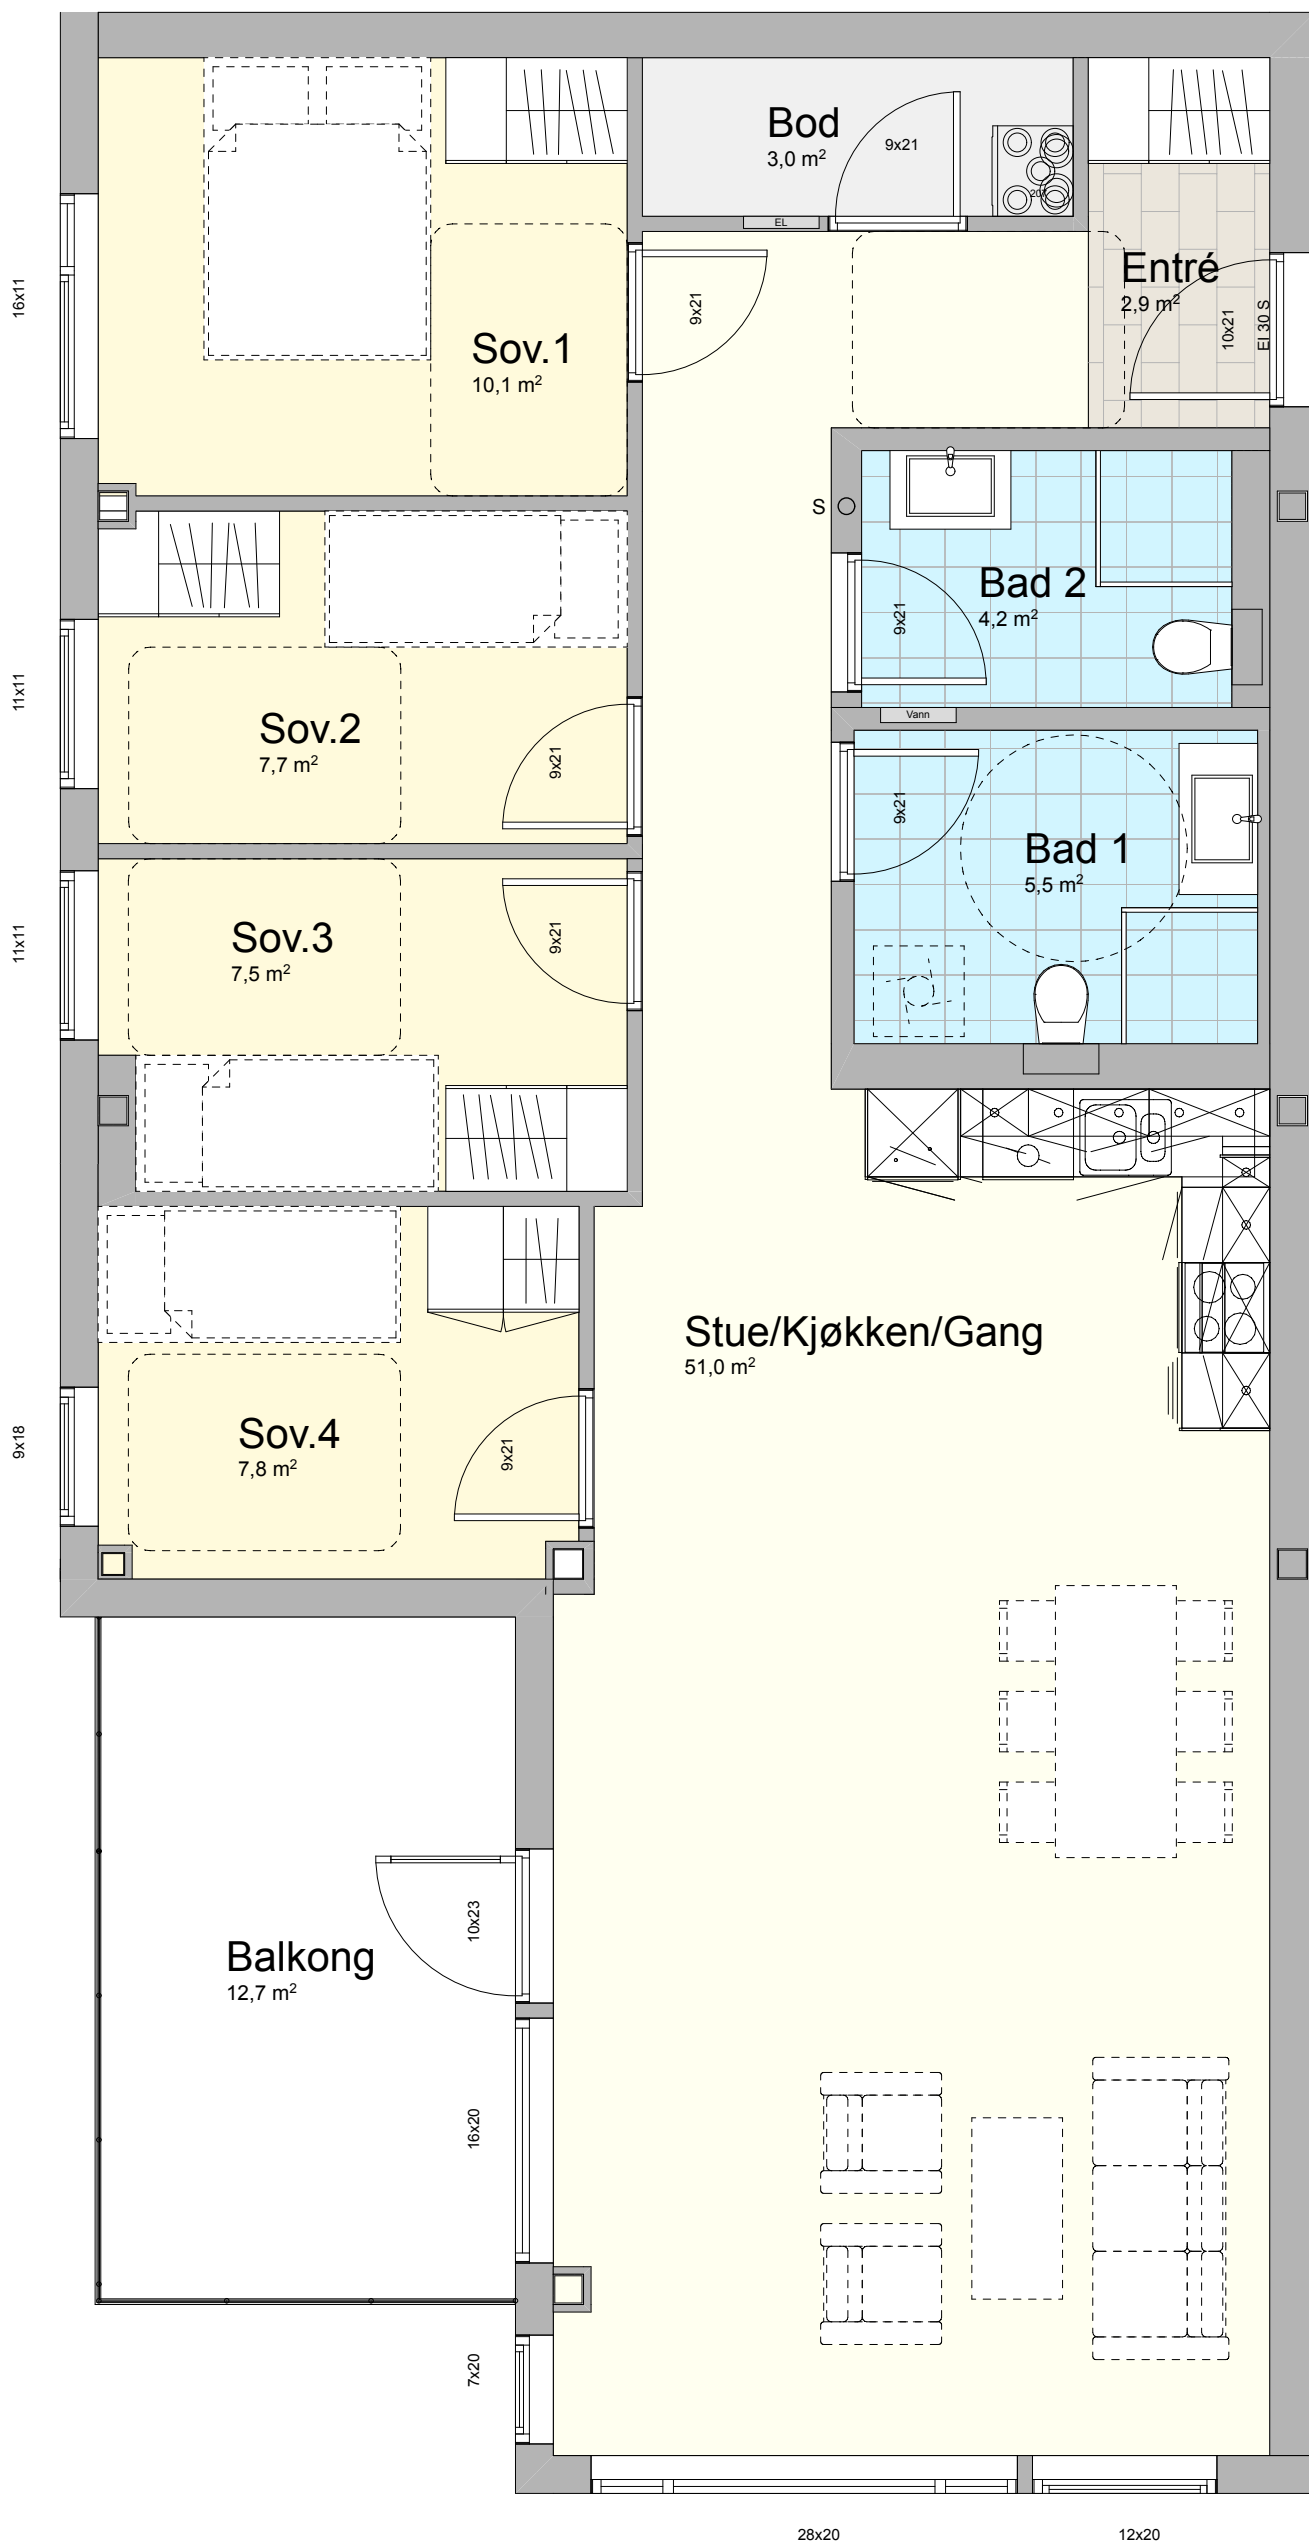 Bod
3,0 m²
9x21
EL
Entré
2,9 m²
10x21
EI 30 S
16x11
Sov.1
10,1 m²
9x21
S
Bad 2
4,2 m²
9x21
11x11
Sov.2
7,7 m²
9x21
Vann
9x21
Bad 1
5,5 m²
11x11
Sov.3
7,5 m²
9x21
Stue/Kjøkken/Gang
51,0 m²
9x18
Sov.4
7,8 m²
9x21
Balkong
12,7 m²
10x23
16x20
7x20
28x20
12x20